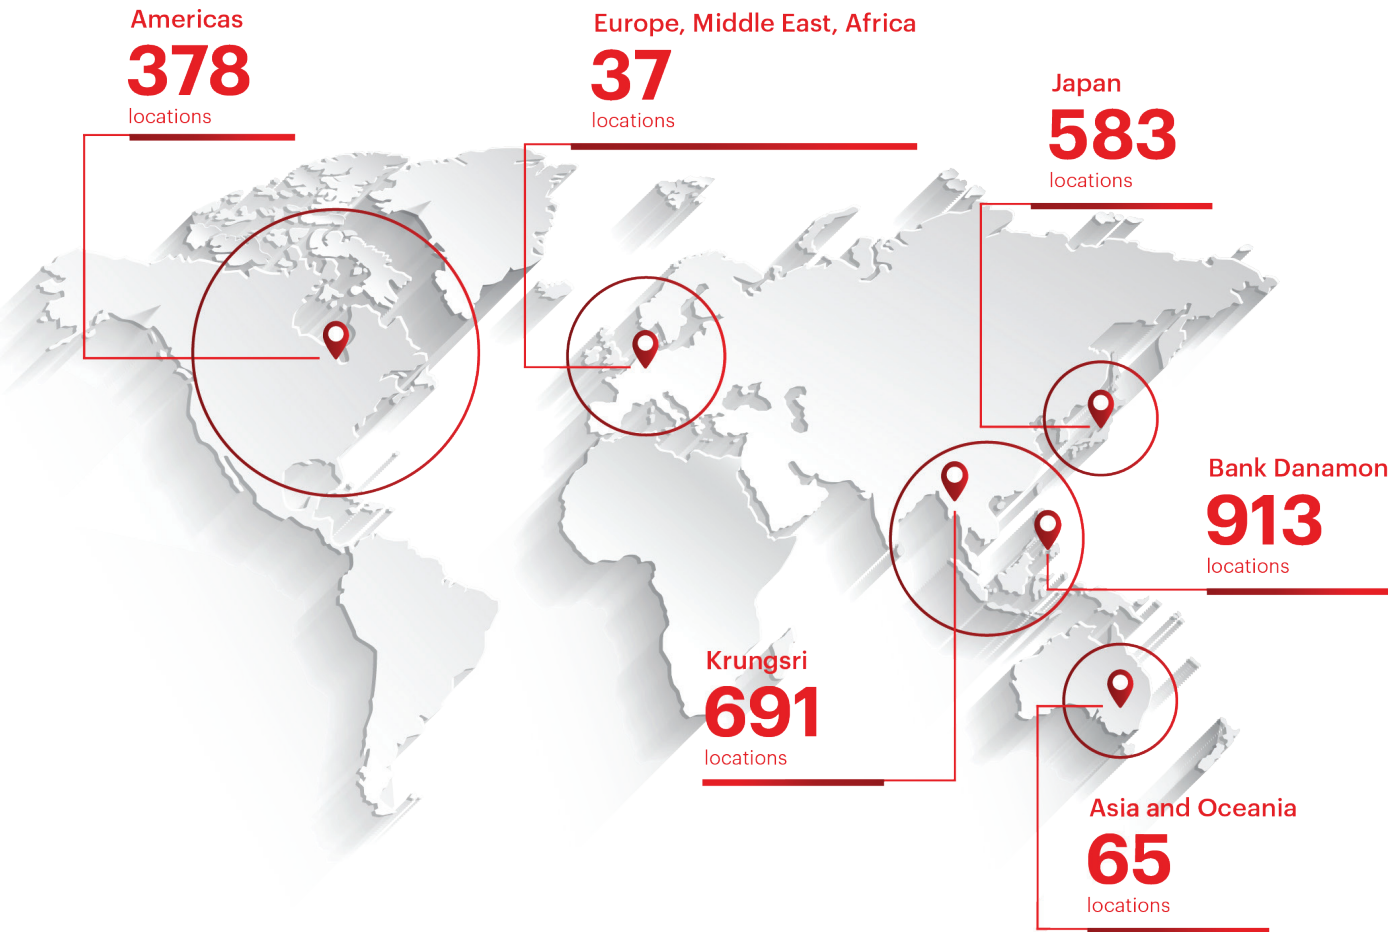 Americas
378
locations
Europe, Middle East, Africa
37
locations
Japan
583
locations
Bank Danamon
913
locations
Krungsri
691
locations
Asia and Oceania
65
locations